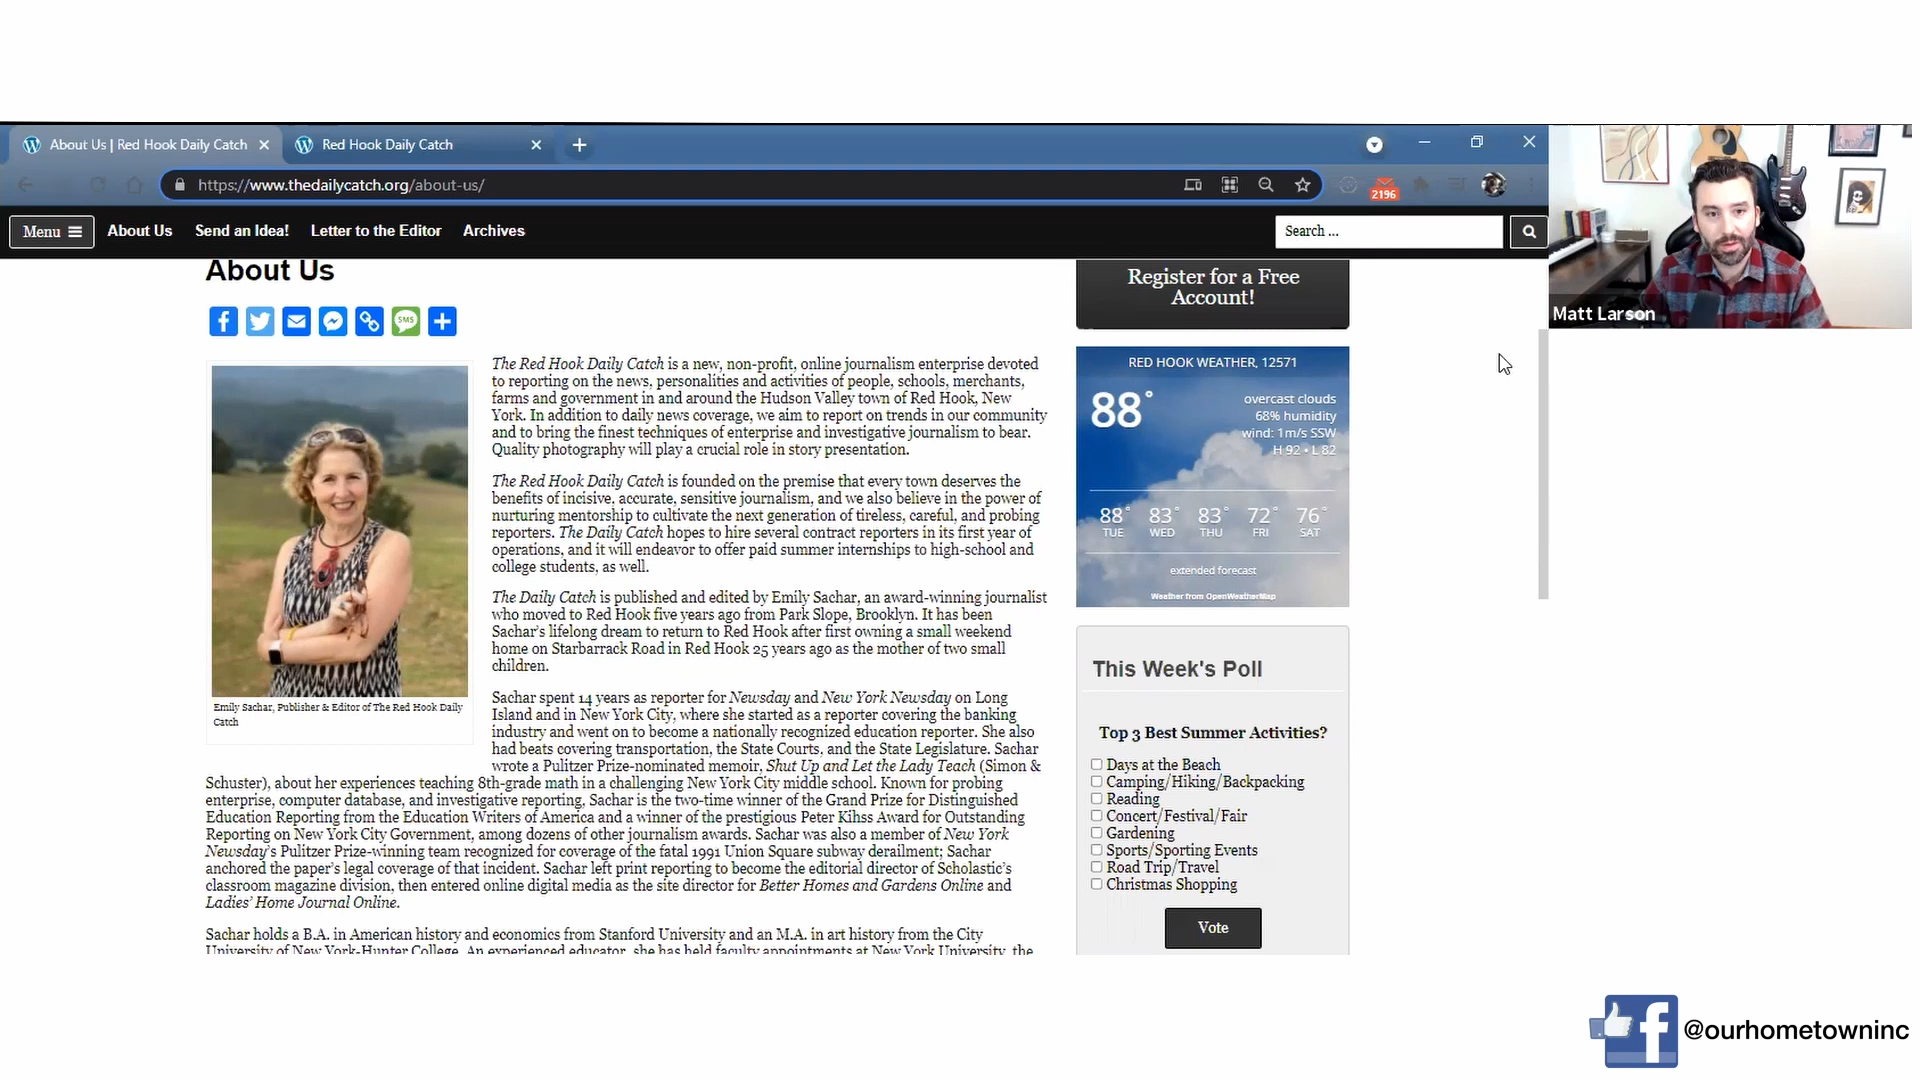 About Us | Red Hook Daily Catch
Red Hook Daily Catch
https://www.thedailycatch.org/about-us/
2196
Menu
About Us
Send an Idea!
Letter to the Editor
Archives
Search ...
Matt Larson
About Us
SMS
Emily Sachar, Publisher & Editor of The Red Hook Daily
Catch
The Red Hook Daily Catch is a new, non-profit, online journalism enterprise devoted
to reporting on the news, personalities and activities of people, schools, merchants,
farms and government in and around the Hudson Valley town of Red Hook, New
York. In addition to daily news coverage, we aim to report on trends in our community
and to bring the finest techniques of enterprise and investigative journalism to bear.
Quality photography will play a crucial role in story presentation.
The Red Hook Daily Catch is founded on the premise that every town deserves the
benefits of incisive, accurate, sensitive journalism, and we also believe in the power of
nurturing mentorship to cultivate the next generation of tireless, careful, and probing
reporters. The Daily Catch hopes to hire several contract reporters in its first year of
operations, and it will endeavor to offer paid summer internships to high-school and
college students, as well.
The Daily Catch is published and edited by Emily Sachar, an award-winning journalist
who moved to Red Hook five years ago from Park Slope, Brooklyn. It has been
Sachar's lifelong dream to return to Red Hook after first owning a small weekend
home on Starbarrack Road in Red Hook 25 years ago as the mother of two small
children.
Sachar spent 14 years as reporter for Newsday and New York Newsday on Long
Island and in New York City, where she started as a reporter covering the banking
industry and went on to become a nationally recognized education reporter. She also
had beats covering transportation, the State Courts, and the State Legislature. Sachar
wrote a Pulitzer Prize-nominated memoir, Shut Up and Let the Lady Teach (Simon &
Schuster), about her experiences teaching 8th-grade math in a challenging New York City middle school. Known for probing
enterprise, computer database, and investigative reporting, Sachar is the two-time winner of the Grand Prize for Distinguished
Education Reporting from the Education Writers of America and a winner of the prestigious Peter Kihss Award for Outstanding
Reporting on New York City Government, among dozens of other journalism awards. Sachar was also a member of New York
Newsday's Pulitzer Prize-winning team recognized for coverage of the fatal 1991 Union Square subway derailment; Sachar
anchored the paper's legal coverage of that incident. Sachar left print reporting to become the editorial director of Scholastic's
classroom magazine division, then entered online digital media as the site director for Better Homes and Gardens Online and
Ladies' Home Journal Online.
Sachar holds a B.A. in American history and economics from Stanford University and an M.A. in art history from the City
University of New York-Hunter College. An experienced educator, she has held faculty appointments at New York University, the
Register for a Free
Account!
RED HOOK WEATHER, 12571
88°
overcast clouds
68% humidity
wind: 1m/s SSW
H 92 • L 82
88° 83° 83° 72° 76°
TUE WED THU FRI SAT
extended forecast
Weather from OpenWeatherMap
This Week's Poll
Top 3 Best Summer Activities?
Days at the Beach
Camping/Hiking/Backpacking
Reading
Concert/Festival/Fair
Gardening
Sports/Sporting Events
Road Trip/Travel
Christmas Shopping
Vote
@ourhometowninc